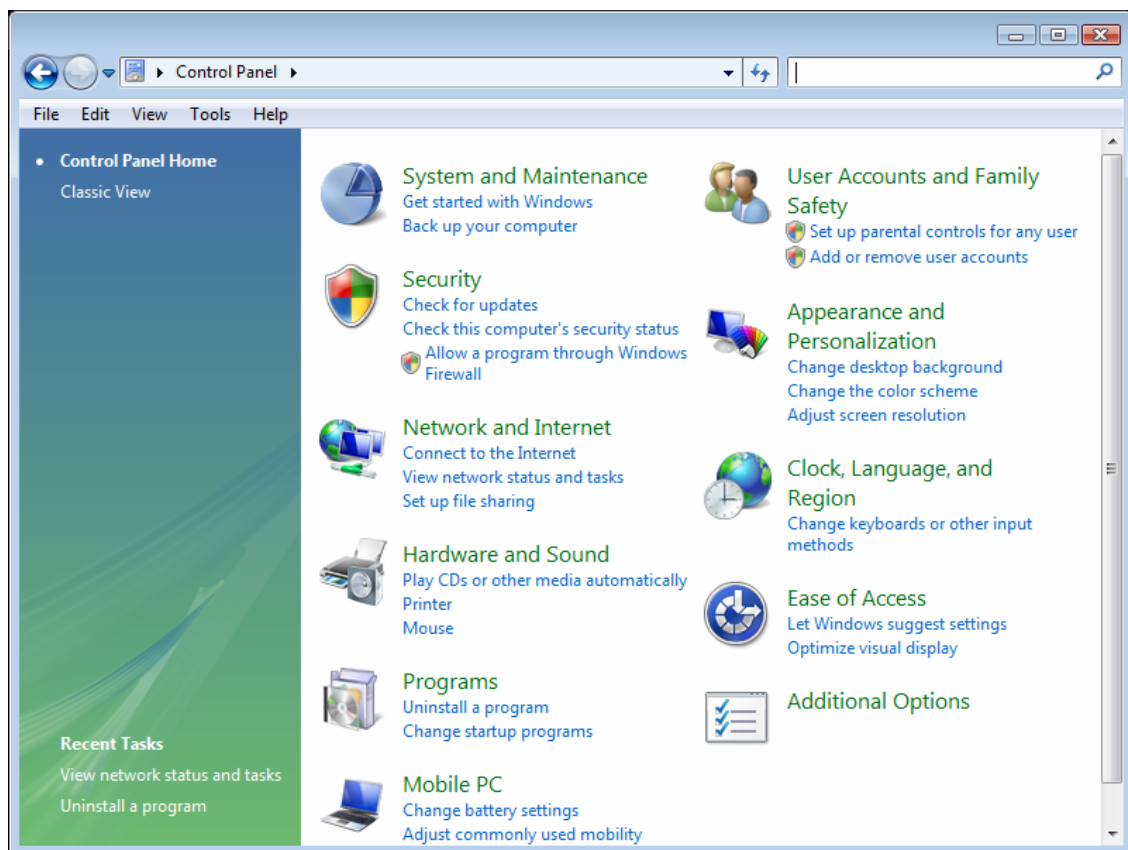 Control Panel
File Edit View Tools Help
Control Panel Home
Classic View
Recent Tasks
View network status and tasks
Uninstall a program
System and Maintenance
Get started with Windows
Back up your computer
Security
Check for updates
Check this computer's security status
Allow a program through Windows
Firewall
Network and Internet
Connect to the Internet
View network status and tasks
Set up file sharing
Hardware and Sound
Play CDs or other media automatically
Printer
Mouse
Programs
Uninstall a program
Change startup programs
Mobile PC
Change battery settings
Adjust commonly used mobility
User Accounts and Family
Safety
Set up parental controls for any user
Add or remove user accounts
Appearance and
Personalization
Change desktop background
Change the color scheme
Adjust screen resolution
Clock, Language, and
Region
Change keyboards or other input
methods
Ease of Access
Let Windows suggest settings
Optimize visual display
Additional Options